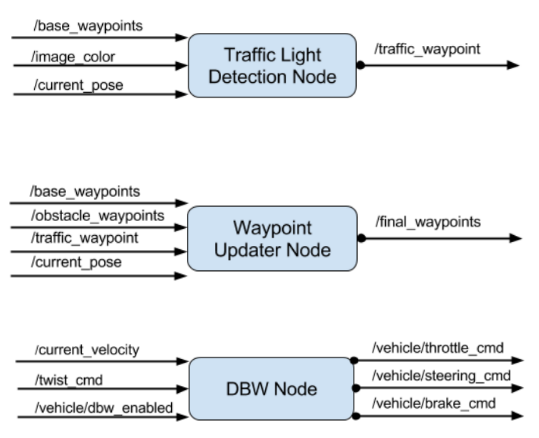 /base_waypoints
/image_color
/current_pose
Traffic Light
Detection Node
/traffic_waypoint
/base_waypoints
/obstacle_waypoints
/traffic_waypoint
/current_pose
Waypoint
Updater Node
/final_waypoints
/current_velocity
/twist_cmd
/vehicle/dbw_enabled
DBW Node
/vehicle/throttle_cmd
/vehicle/steering_cmd
/vehicle/brake_cmd